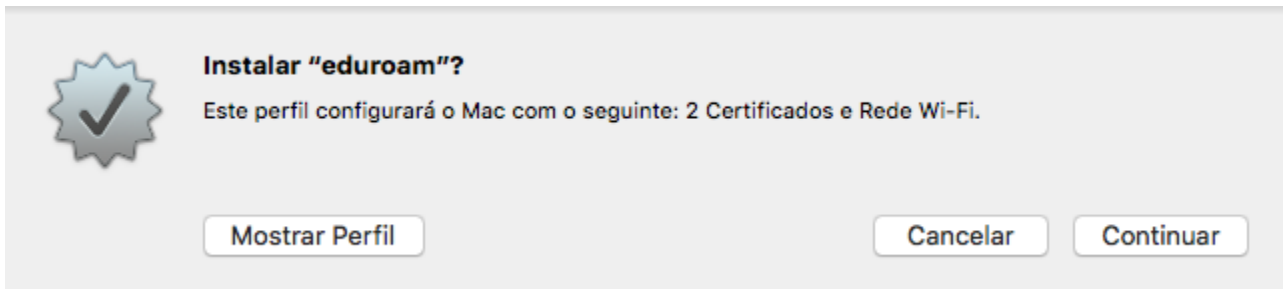 Instalar “eduroam”?
Este perfil configurará o Mac com o seguinte: 2 Certificados e Rede Wi-Fi.
Mostrar Perfil
Cancelar
Continuar